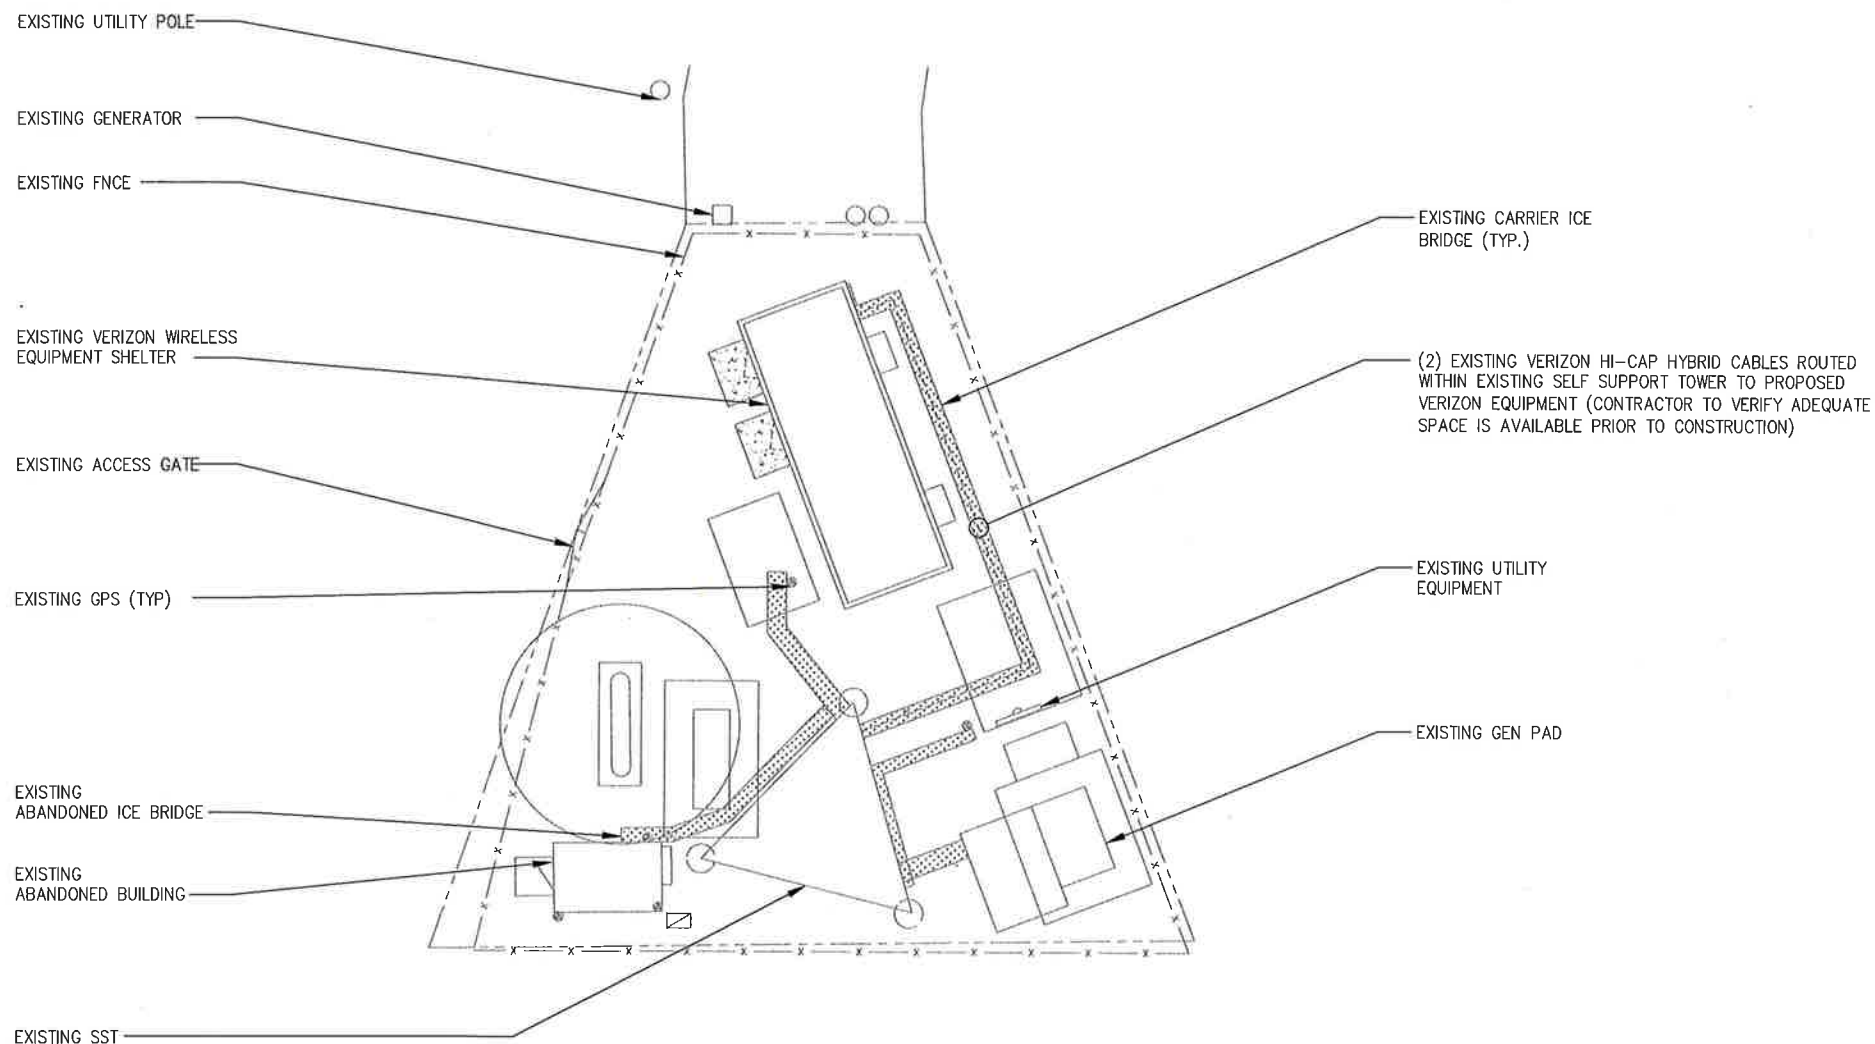 EXISTING UTILITY POLE
EXISTING GENERATOR
EXISTING FNCE
EXISTING VERIZON WIRELESS
EQUIPMENT SHELTER
EXISTING ACCESS GATE
EXISTING GPS (TYP)
EXISTING
ABANDONED ICE BRIDGE
EXISTING
ABANDONED BUILDING
EXISTING SST
EXISTING CARRIER ICE
BRIDGE (TYP.)
(2) EXISTING VERIZON HI-CAP HYBRID CABLES ROUTED
WITHIN EXISTING SELF SUPPORT TOWER TO PROPOSED
VERIZON EQUIPMENT (CONTRACTOR TO VERIFY ADEQUATE
SPACE IS AVAILABLE PRIOR TO CONSTRUCTION)
EXISTING UTILITY
EQUIPMENT
EXISTING GEN PAD